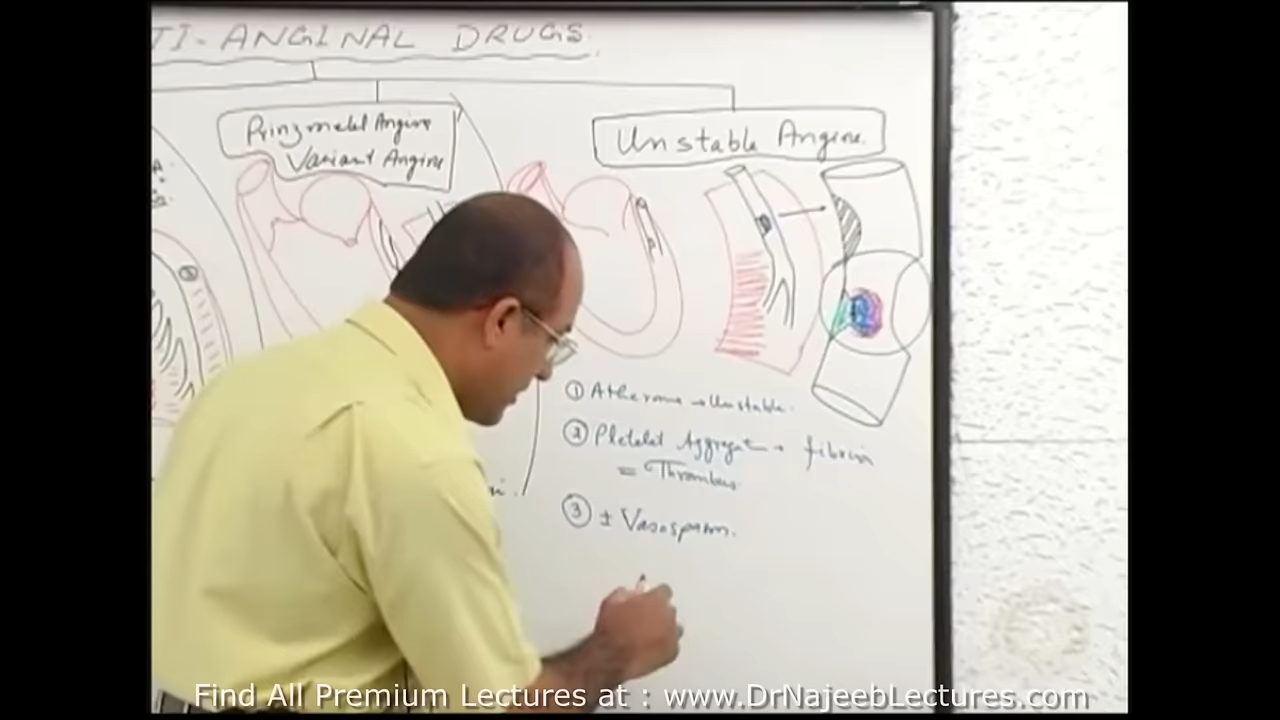 TI-ANGINAL DRUGS
Prinzmetal Angina
Variant Angina
Unstable Angina
① Atheroma → Unstable.
② Platelet Aggregat + fibrin
= Thrombus
③ ± Vasospasm.
Find All Premium Lectures at : www.DrNajeebLectures.com